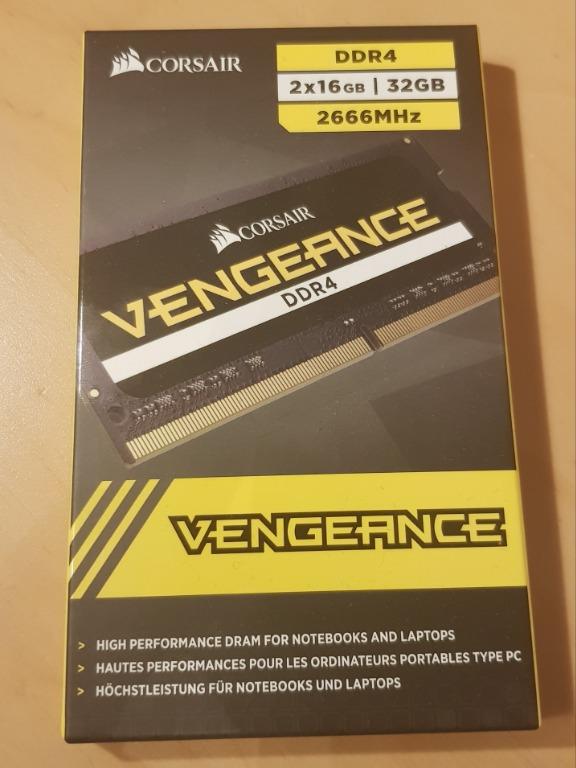 CORSAIR
DDR4
2x16GB | 32GB
2666MHz
CORSAIR
VENGEANCE
DDR4
VENGEANCE
> HIGH PERFORMANCE DRAM FOR NOTEBOOKS AND LAPTOPS
> HAUTES PERFORMANCES POUR LES ORDINATEURS PORTABLES TYPE PC
> HÖCHSTLEISTUNG FÜR NOTEBOOKS UND LAPTOPS